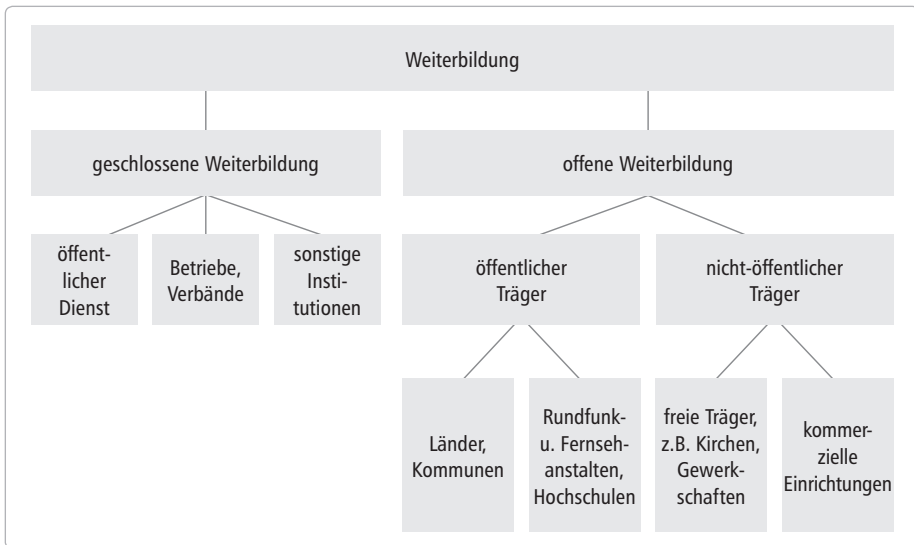 Weiterbildung
geschlossene Weiterbildung
offene Weiterbildung
öffent-
licher
Dienst
Betriebe,
Verbände
sonstige
Insti-
tutionen
öffentlicher
Träger
nicht-öffentlicher
Träger
Länder,
Kommunen
Rundfunk-
u. Fernseh-
anstalten,
Hochschulen
freie Träger,
z.B. Kirchen,
Gewerk-
schaften
kommer-
zielle
Einrichtungen